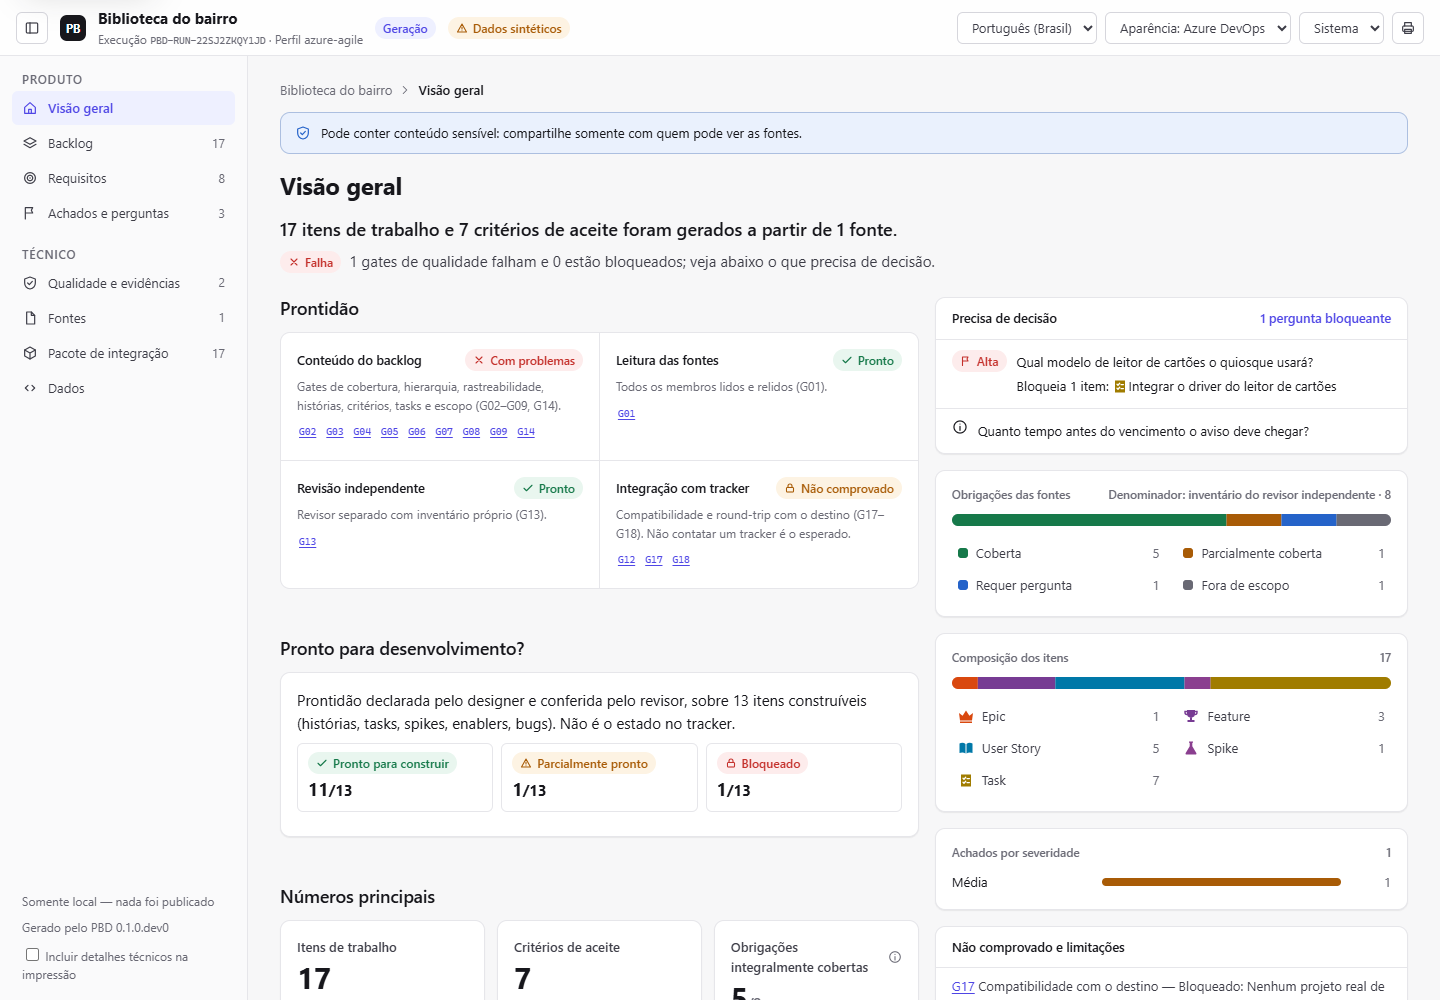 PB
Biblioteca do bairro
Execução PBD-RUN-22SJ2ZKQY1JD · Perfil azure-agile
Geração
Dados sintéticos
Português (Brasil)
Aparência: Azure DevOps
Sistema
PRODUTO
Visão geral
Backlog 17
Requisitos 8
Achados e perguntas 3
TÉCNICO
Qualidade e evidências 2
Fontes 1
Pacote de integração 17
Dados
Somente local — nada foi publicado
Gerado pelo PBD 0.1.0.dev0
Incluir detalhes técnicos na
impressão
Biblioteca do bairro > Visão geral
Pode conter conteúdo sensível: compartilhe somente com quem pode ver as fontes.
Visão geral
17 itens de trabalho e 7 critérios de aceite foram gerados a partir de 1 fonte.
Falha 1 gates de qualidade falham e 0 estão bloqueados; veja abaixo o que precisa de decisão.
Prontidão
Conteúdo do backlog Com problemas
Gates de cobertura, hierarquia, rastreabilidade,
histórias, critérios, tasks e escopo (G02–G09, G14).
G02 G03 G04 G05 G06 G07 G08 G09 G14
Leitura das fontes Pronto
Todos os membros lidos e relidos (G01).
G01
Revisão independente Pronto
Revisor separado com inventário próprio (G13).
G13
Integração com tracker Não comprovado
Compatibilidade e round-trip com o destino (G17–
G18). Não contatar um tracker é o esperado.
G12 G17 G18
Pronto para desenvolvimento?
Prontidão declarada pelo designer e conferida pelo revisor, sobre 13 itens construíveis
(histórias, tasks, spikes, enablers, bugs). Não é o estado no tracker.
Pronto para construir
11/13
Parcialmente pronto
1/13
Bloqueado
1/13
Números principais
Itens de trabalho
17
Critérios de aceite
7
Obrigações
integralmente cobertas
Precisa de decisão 1 pergunta bloqueante
Alta Qual modelo de leitor de cartões o quiosque usará?
Bloqueia 1 item: Integrar o driver do leitor de cartões
Quanto tempo antes do vencimento o aviso deve chegar?
Obrigações das fontes Denominador: inventário do revisor independente · 8
Coberta 5
Parcialmente coberta 1
Requer pergunta 1
Fora de escopo 1
Composição dos itens 17
Epic 1
Feature 3
User Story 5
Spike 1
Task 7
Achados por severidade 1
Média 1
Não comprovado e limitações
G17 Compatibilidade com o destino — Bloqueado: Nenhum projeto real de